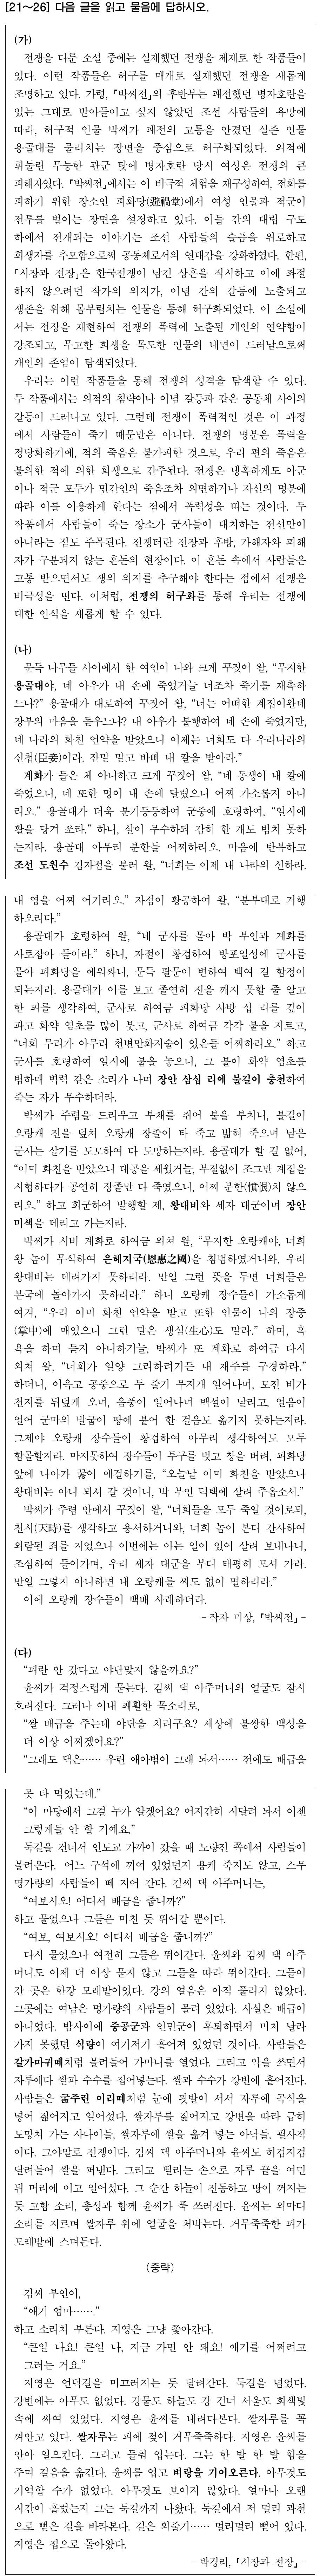 [21~26] 다음 글을 읽고 물음에 답하시오.
(가)
전쟁을 다룬 소설 중에는 실재했던 전쟁을 제재로 한 작품들이
있다. 이런 작품들은 허구를 매개로 실재했던 전쟁을 새롭게
조명하고 있다. 가령, 「박씨전」의 후반부는 패전했던 병자호란을
있는 그대로 받아들이고 싶지 않았던 조선 사람들의 욕망에
따라, 허구적 인물 박씨가 패전의 고통을 안겼던 실존 인물
용골대를 물리치는 장면을 중심으로 허구화되었다. 외적에
휘둘린 무능한 관군 탓에 병자호란 당시 여성은 전쟁의 큰
피해자였다. 「박씨전」에서는 이 비극적 체험을 재구성하여, 전화를
피하기 위한 장소인 피화당(避禍堂)에서 여성 인물과 적군이
전투를 벌이는 장면을 설정하고 있다. 이들 간의 대립 구도
하에서 전개되는 이야기는 조선 사람들의 슬픔을 위로하고
희생자를 추모함으로써 공동체로서의 연대감을 강화하였다. 한편,
「시장과 전장」은 한국전쟁이 남긴 상흔을 직시하고 이에 좌절
하지 않으려던 작가의 의지가, 이념 간의 갈등에 노출되고
생존을 위해 몸부림치는 인물을 통해 허구화되었다. 이 소설에
서는 전장을 재현하여 전쟁의 폭력에 노출된 개인의 연약함이
강조되고, 무고한 희생을 목도한 인물의 내면이 드러남으로써
개인의 존엄이 탐색되었다.
우리는 이런 작품들을 통해 전쟁의 성격을 탐색할 수 있다.
두 작품에서는 외적의 침략이나 이념 갈등과 같은 공동체 사이의
갈등이 드러나고 있다. 그런데 전쟁이 폭력적인 것은 이 과정
에서 사람들이 죽기 때문만은 아니다. 전쟁의 명분은 폭력을
정당화하기에, 적의 죽음은 불가피한 것으로, 우리 편의 죽음은
불의한 적에 의한 희생으로 간주된다. 전쟁은 냉혹하게도 아군
이나 적군 모두가 민간인의 죽음조차 외면하거나 자신의 명분에
따라 이를 이용하게 한다는 점에서 폭력성을 띠는 것이다. 두
작품에서 사람들이 죽는 장소가 군사들이 대치하는 전선만이
아니라는 점도 주목된다. 전쟁터란 전장과 후방, 가해자와 피해
자가 구분되지 않는 혼돈의 현장이다. 이 혼돈 속에서 사람들은
고통 받으면서도 생의 의지를 추구해야 한다는 점에서 전쟁은
비극성을 띤다. 이처럼, 전쟁의 허구화를 통해 우리는 전쟁에
대한 인식을 새롭게 할 수 있다.
(나)
문득 나무들 사이에서 한 여인이 나와 크게 꾸짖어 왈, “무지한
용골대야, 네 아우가 내 손에 죽었거늘 너조차 죽기를 재촉하
느냐?” 용골대가 대로하여 꾸짖어 왈, “너는 어떠한 계집이완데
장부의 마음을 돋우느냐? 내 아우가 불행하여 네 손에 죽었지만,
네 나라의 화친 언약을 받았으니 이제는 너희도 다 우리나라의
신첩(臣妾)이라. 잔말 말고 바삐 내 칼을 받아라.”
계화가 들은 체 아니하고 크게 꾸짖어 왈, “네 동생이 내 칼에
죽었으니, 네 또한 명이 내 손에 달렸으니 어찌 가소롭지 아니
리오.” 용골대가 더욱 분기등등하여 군중에 호령하여, “일시에
활을 당겨 쏘라.” 하니, 살이 무수하되 감히 한 개도 범치 못하
는지라. 용골대 아무리 분한들 어찌하리오. 마음에 탄복하고
조선 도원수 김자점을 불러 왈, “너희는 이제 내 나라의 신하라.
내 영을 어찌 어기리오.” 자점이 황공하여 왈, “분부대로 거행
하오리다.”
용골대가 호령하여 왈, “네 군사를 몰아 박 부인과 계화를
사로잡아 들이라.” 하니, 자점이 황겁하여 방포일성에 군사를
몰아 피화당을 에워싸니, 문득 팔문이 변하여 백여 길 함정이
되는지라. 용골대가 이를 보고 졸연히 진을 깨지 못할 줄 알고
한 꾀를 생각하여, 군사로 하여금 피화당 사방 십 리를 깊이
파고 화약 염초를 많이 붓고, 군사로 하여금 각각 불을 지르고,
“너희 무리가 아무리 천변만화지술이 있은들 어찌하리오.” 하고
군사를 호령하여 일시에 불을 놓으니, 그 불이 화약 염초를
범하매 벽력 같은 소리가 나며 장안 삼십 리에 불길이 충천하여
죽는 자가 무수하더라.
박씨가 주렴을 드리우고 부채를 쥐어 불을 부치니, 불길이
오랑캐 진을 덮쳐 오랑캐 장졸이 타 죽고 밟혀 죽으며 남은
군사는 살기를 도모하여 다 도망하는지라. 용골대가 할 길 없어,
“이미 화친을 받았으니 대공을 세웠거늘, 부질없이 조그만 계집을
시험하다가 공연히 장졸만 다 죽였으니, 어찌 분한(憤恨)치 않으
리오.” 하고 회군하여 발행할 제, 왕대비와 세자 대군이며 장안
미색을 데리고 가는지라.
박씨가 시비 계화로 하여금 외쳐 왈, “무지한 오랑캐야, 너희
왕 놈이 무식하여 은혜지국(恩惠之國)을 침범하였거니와, 우리
왕대비는 데려가지 못하리라. 만일 그런 뜻을 두면 너희들은
본국에 돌아가지 못하리라.” 하니 오랑캐 장수들이 가소롭게
여겨, “우리 이미 화친 언약을 받고 또한 인물이 나의 장중
(掌中)에 매였으니 그런 말은 생심(生心)도 말라.” 하며, 혹
욕을 하며 듣지 아니하거늘, 박씨가 또 계화로 하여금 다시
외쳐 왈, “너희가 일양 그리하려거든 내 재주를 구경하라.”
하더니, 이윽고 공중으로 두 줄기 무지개 일어나며, 모진 비가
천지를 뒤덮게 오며, 음풍이 일어나며 백설이 날리고, 얼음이
얼어 군마의 발굽이 땅에 붙어 한 걸음도 옮기지 못하는지라.
그제야 오랑캐 장수들이 황겁하여 아무리 생각하여도 모두
함몰할지라. 마지못하여 장수들이 투구를 벗고 창을 버려, 피화당
앞에 나아가 꿇어 애걸하기를, “오늘날 이미 화친을 받았으나
왕대비는 아니 뫼셔 갈 것이니, 박 부인 덕택에 살려 주옵소서.”
박씨가 주렴 안에서 꾸짖어 왈, “너희들을 모두 죽일 것이로되,
천시(天時)를 생각하고 용서하거니와, 너희 놈이 본디 간사하여
외람된 죄를 지었으나 이번에는 아는 일이 있어 살려 보내나니,
조심하여 들어가며, 우리 세자 대군을 부디 태평히 모셔 가라.
만일 그렇지 아니하면 내 오랑캐를 씨도 없이 멸하리라.”
이에 오랑캐 장수들이 백배 사례하더라.
- 작자 미상, 「박씨전」 -
(다)
“피란 안 갔다고 야단맞지 않을까요?”
윤씨가 걱정스럽게 묻는다. 김씨 댁 아주머니의 얼굴도 잠시
흐려진다. 그러나 이내 쾌활한 목소리로,
“쌀 배급을 주는데 야단을 치려구요? 세상에 불쌍한 백성을
더 이상 어쩌겠어요?”
“그래도 댁은…… 우린 애아범이 그래 놔서…… 전에도 배급을
못 타 먹었는데.”
“이 마당에서 그걸 누가 알겠어요? 어지간히 시달려 놔서 이젠
그렇게들 안 할 거예요.”
둑길을 건너서 인도교 가까이 갔을 때 노량진 쪽에서 사람들이
몰려온다. 어느 구석에 끼여 있었던지 용케 죽지도 않고, 스무
명가량의 사람들이 떼 지어 간다. 김씨 댁 아주머니는,
“여보시오! 어디서 배급을 줍니까?”
하고 물었으나 그들은 미친 듯 뛰어갈 뿐이다.
“여보, 여보시오! 어디서 배급을 줍니까?”
다시 물었으나 여전히 그들은 뛰어간다. 윤씨와 김씨 댁 아주
머니도 이제 더 이상 묻지 않고 그들을 따라 뛰어간다. 그들이
간 곳은 한강 모래밭이었다. 강의 얼음은 아직 풀리지 않았다.
그곳에는 여남은 명가량의 사람들이 몰려 있었다. 사실은 배급이
아니었다. 밤사이에 중공군과 인민군이 후퇴하면서 미처 날라
가지 못했던 식량이 여기저기 흩어져 있었던 것이다. 사람들은
갈가마귀떼처럼 몰려들어 가마니를 열었다. 그리고 악을 쓰면서
자루에다 쌀과 수수를 집어넣는다. 쌀과 수수가 강변에 흩어진다.
사람들은 굶주린 이리떼처럼 눈에 핏발이 서서 자루에 곡식을
넣어 짊어지고 일어섰다. 쌀자루를 짊어지고 강변을 따라 급히
도망쳐 가는 사나이들, 쌀자루에 쌀을 옮겨 넣는 아낙들, 필사적
이다. 그야말로 전쟁이다. 김씨 댁 아주머니와 윤씨도 허겁지겁
달려들어 쌀을 퍼낸다. 그리고 떨리는 손으로 자루 끝을 여민
뒤 머리에 이고 일어섰다. 그 순간 하늘이 진동하고 땅이 꺼지는
듯 고함 소리, 총성과 함께 윤씨가 푹 쓰러진다. 윤씨는 외마디
소리를 지르며 쌀자루 위에 얼굴을 처박는다. 거무죽죽한 피가
모래밭에 스며든다.
〈중략〉
김씨 부인이,
“애기 엄마…….”
하고 소리쳐 부른다. 지영은 그냥 쫓아간다.
“큰일 나요! 큰일 나, 지금 가면 안 돼요! 애기를 어쩌려고
그러는 거요.”
지영은 언덕길을 미끄러지는 듯 달려간다. 둑길을 넘었다.
강변에는 아무도 없었다. 강물도 하늘도 강 건너 서울도 회색빛
속에 싸여 있었다. 지영은 윤씨를 내려다본다. 쌀자루를 꼭
껴안고 있다. 쌀자루는 피에 젖어 거무죽죽하다. 지영은 윤씨를
안아 일으킨다. 그리고 들춰 업는다. 그는 한 발 한 발 힘을
주며 걸음을 옮긴다. 윤씨를 업고 벼랑을 기어오른다. 아무것도
기억할 수가 없었다. 아무것도 보이지 않았다. 얼마나 오랜
시간이 흘렀는지 그는 둑길까지 나왔다. 둑길에서 저 멀리 과천
으로 뻗은 길을 바라본다. 길은 외줄기…… 멀리멀리 뻗어 있다.
지영은 집으로 돌아왔다.
- 박경리, 「시장과 전장」 -